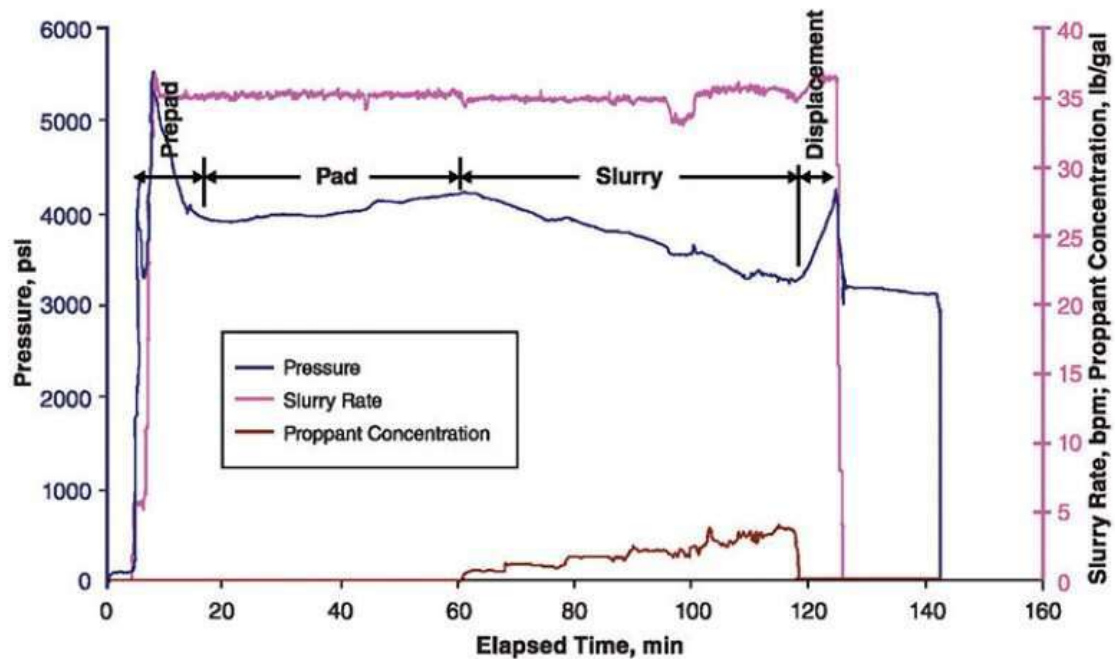 6000
5000
4000
3000
2000
1000
0
Pressure, psi
40
35
30
25
20
15
10
5
0
Slurry Rate, bpm; Proppant Concentration, lb/gal
Prepad
Pad
Slurry
Displacement
Pressure
Slurry Rate
Proppant Concentration
0 20 40 60 80 100 120 140 160
Elapsed Time, min